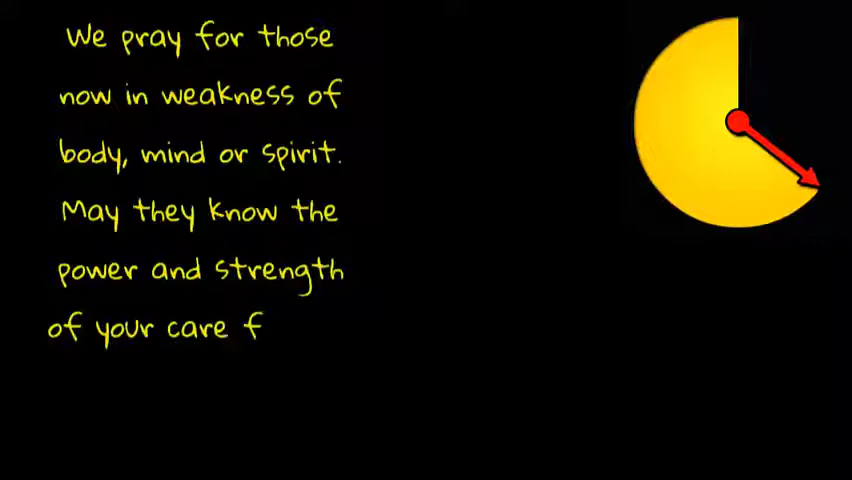 We pray for those
now in weakness of
body, mind or spirit.
May they know the
power and strength
of your care f